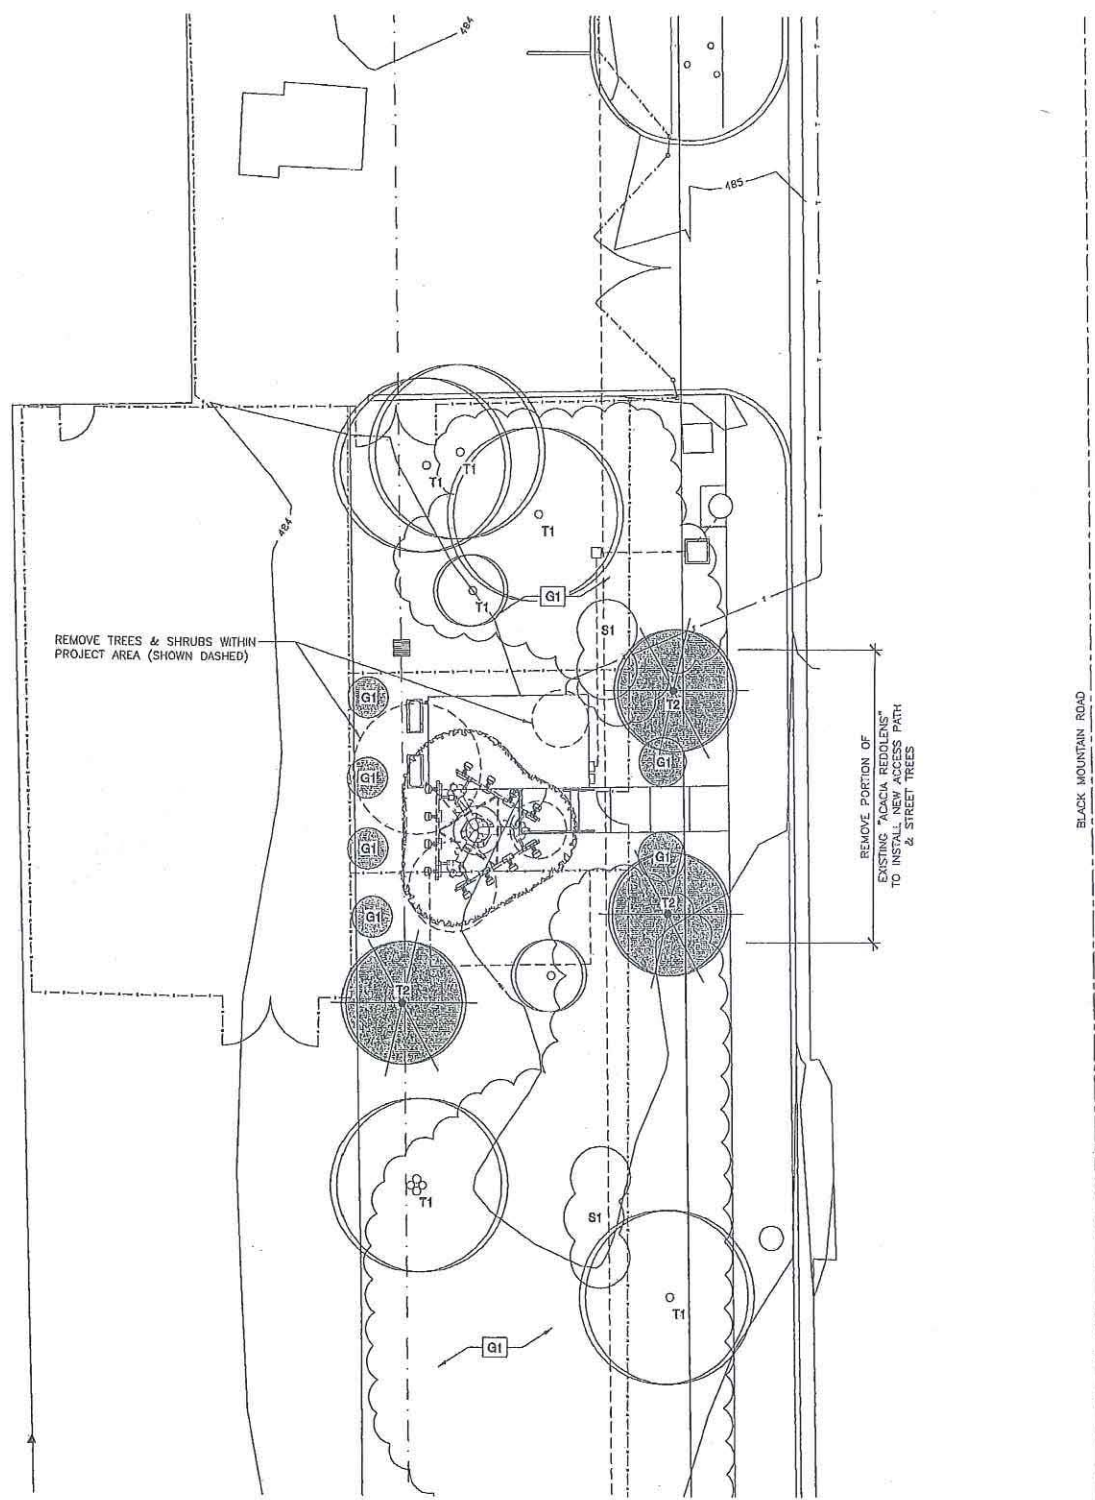 484
485
484
T1
T1
T1
T1
G1
S1
REMOVE TREES & SHRUBS WITHIN
PROJECT AREA (SHOWN DASHED)
G1
T2
G1
G1
G1
G1
G1
T2
T2
REMOVE PORTION OF
EXISTING "ACACIA REDOLENS"
TO INSTALL NEW ACCESS PATH
& STREET TREES
BLACK MOUNTAIN ROAD
T1
S1
T1
G1